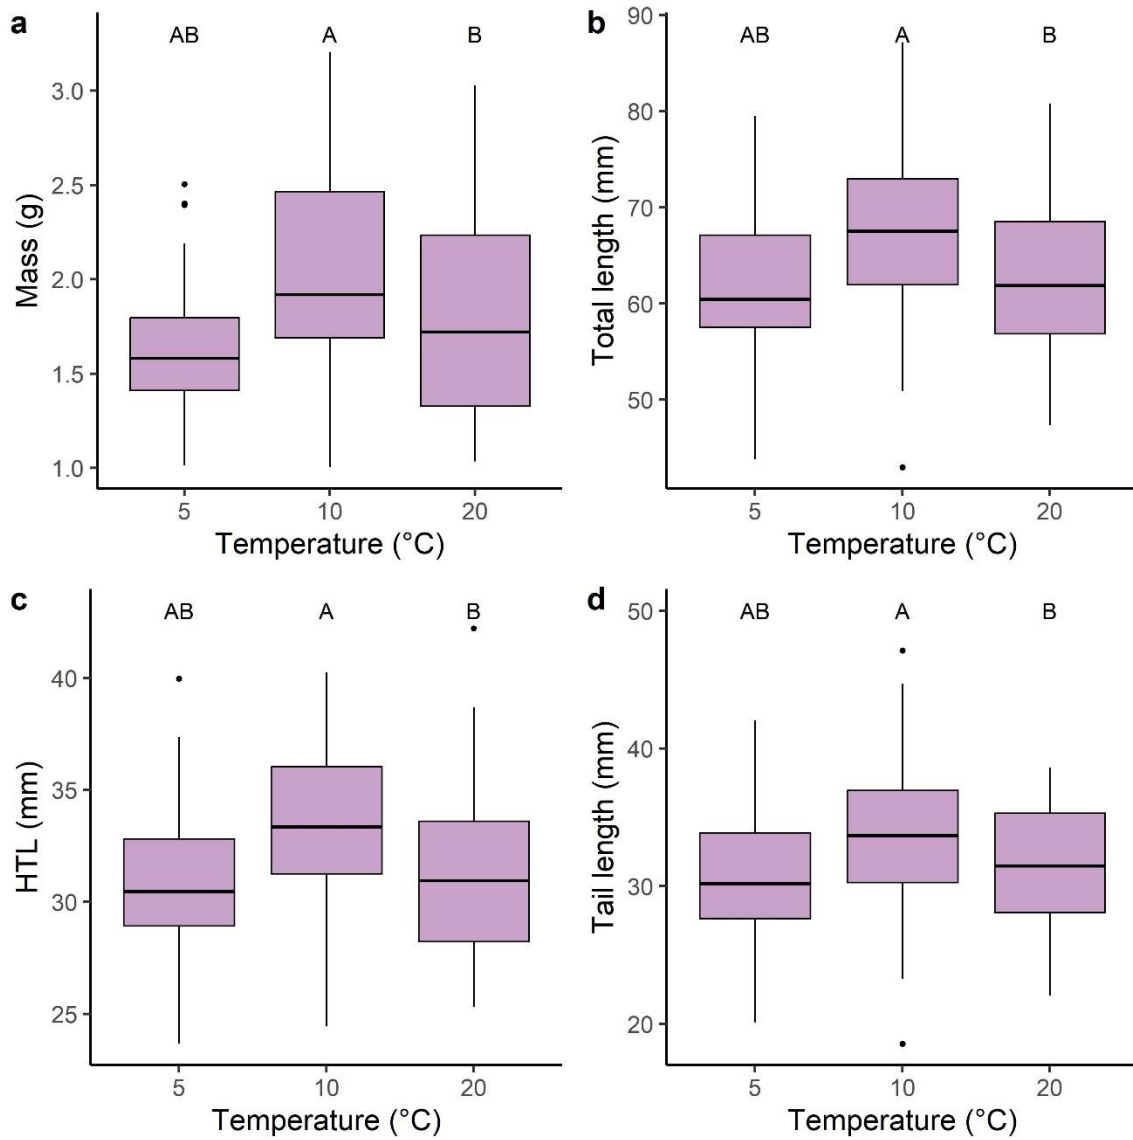 a
AB A B
3.0
2.5
2.0
1.5
1.0
Mass (g)
5 10 20
Temperature (°C)
b
AB A B
90
80
70
60
50
Total length (mm)
5 10 20
Temperature (°C)
c
AB A B
40
35
30
25
HTL (mm)
5 10 20
Temperature (°C)
d
AB A B
50
40
30
20
Tail length (mm)
5 10 20
Temperature (°C)